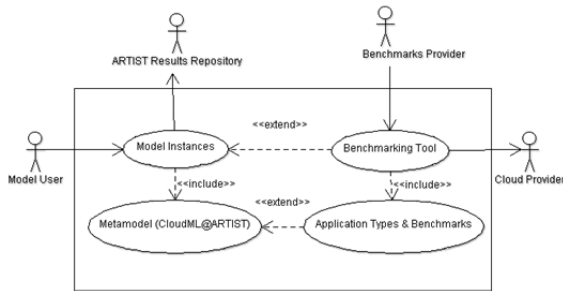 ARTIST Results Repository
Benchmarks Provider
<<extend>>
Model User
Model Instances
Benchmarking Tool
Cloud Provider
<<include>>
<<include>>
<<extend>>
Metamodel (CloudML@ARTIST)
Application Types & Benchmarks